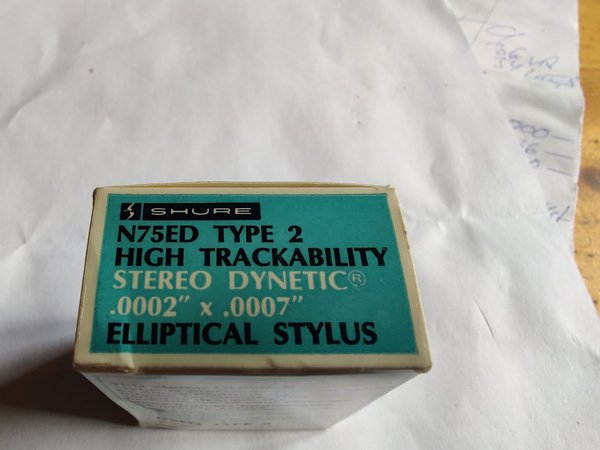 SHURE
N75ED TYPE 2
HIGH TRACKABILITY
STEREO DYNETIC®
.0002" x .0007"
ELLIPTICAL STYLUS